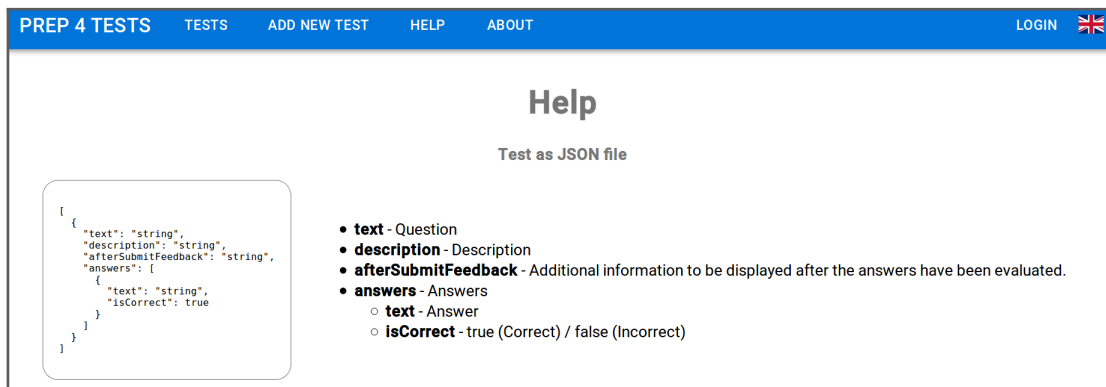 PREP 4 TESTS TESTS ADD NEW TEST HELP ABOUT LOGIN
Help
Test as JSON file
[
  {
    "text": "string",
    "description": "string",
    "afterSubmitFeedback": "string",
    "answers": [
      {
        "text": "string",
        "isCorrect": true
      }
    ]
  }
]
• text - Question
• description - Description
• afterSubmitFeedback - Additional information to be displayed after the answers have been evaluated.
• answers - Answers
○ text - Answer
○ isCorrect - true (Correct) / false (Incorrect)